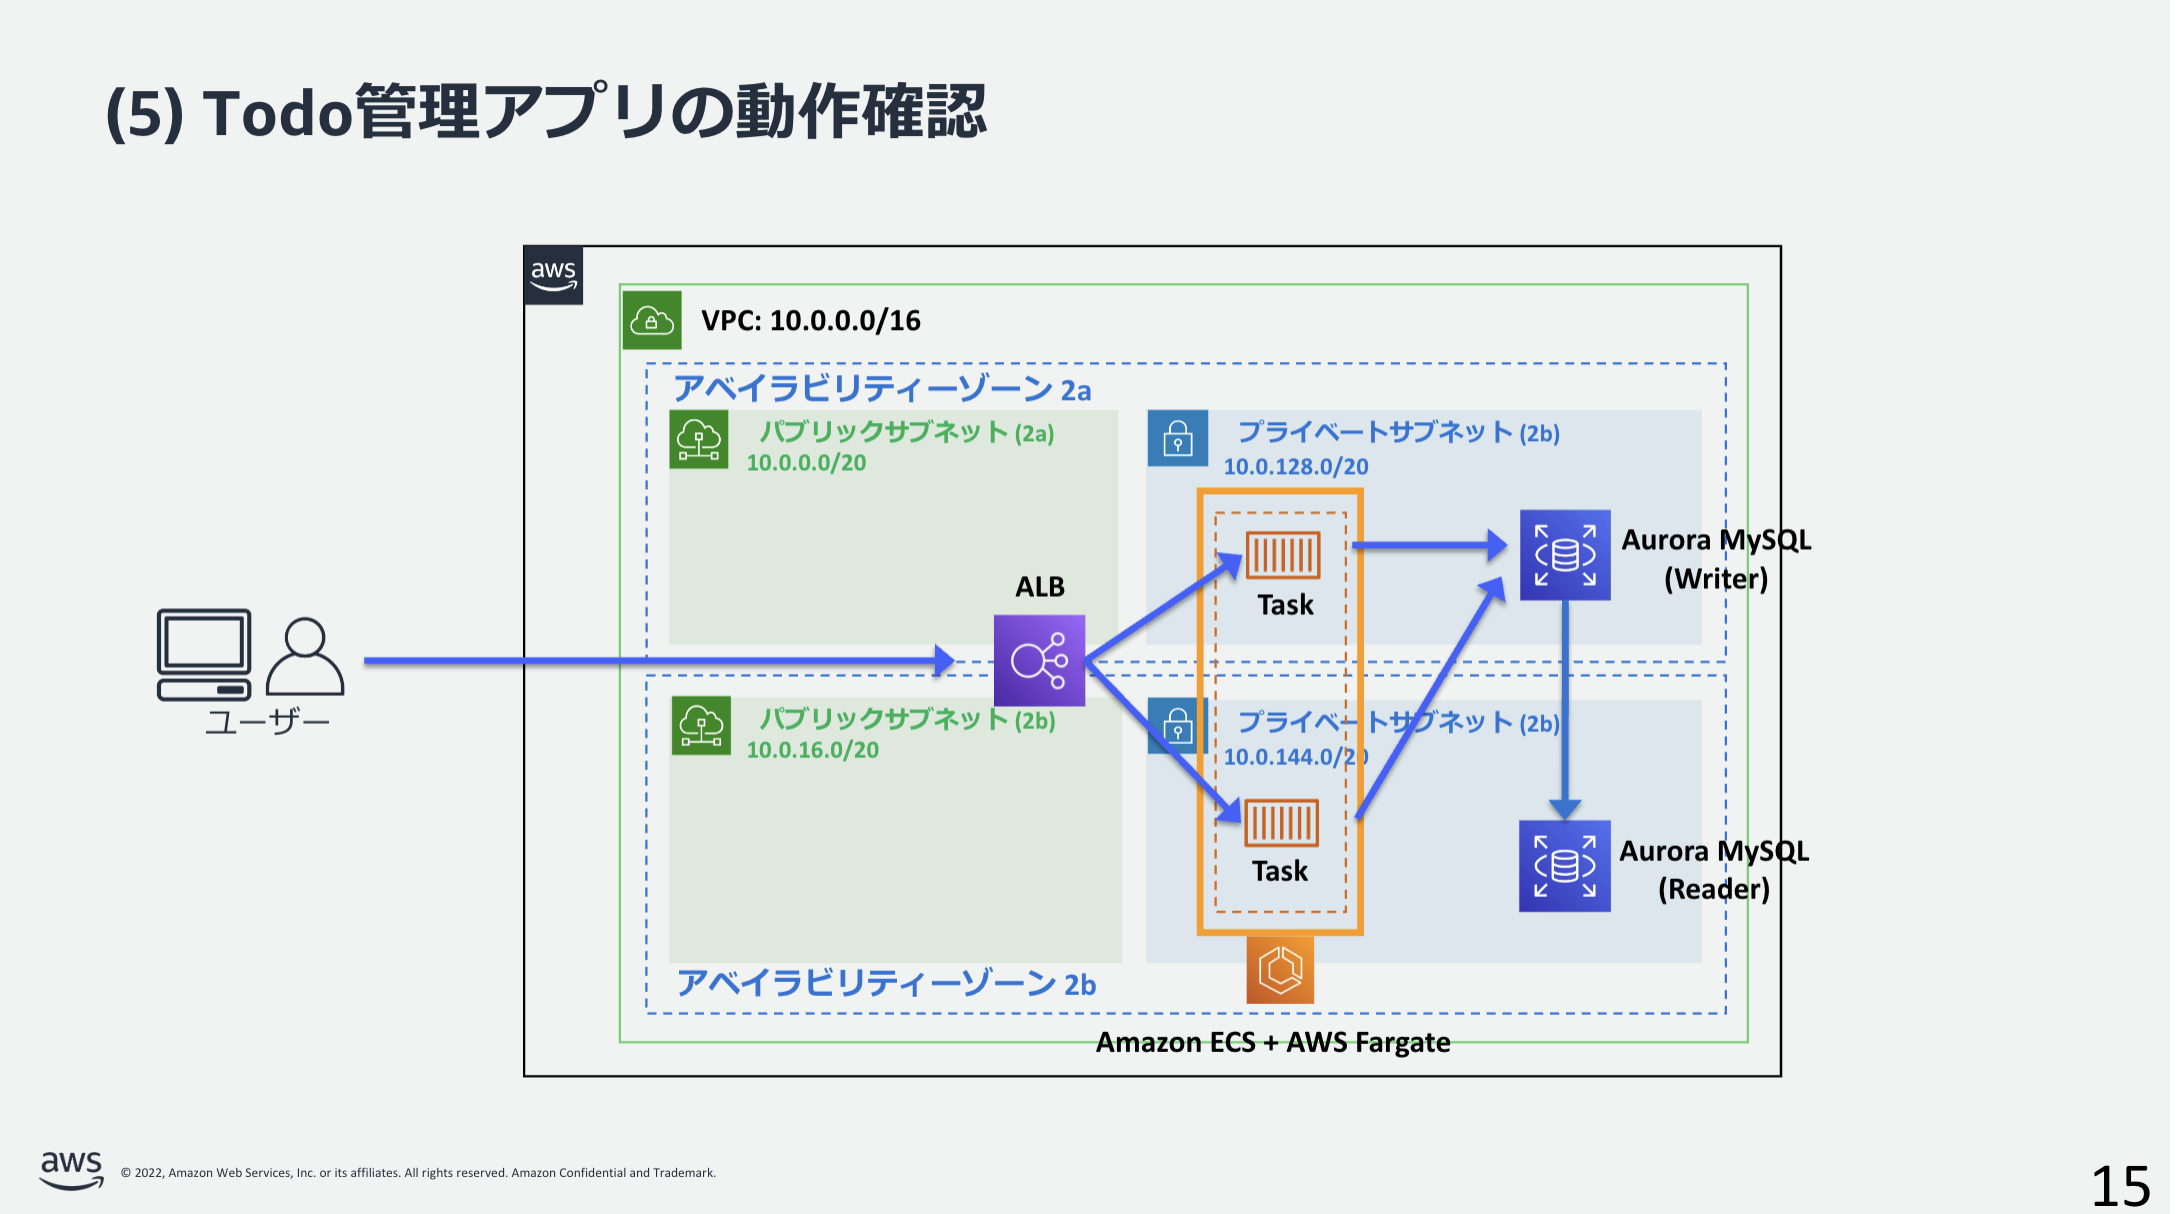 (5) Todo管理アプリの動作確認
aws
VPC: 10.0.0.0/16
アベイラビリティーゾーン 2a
パブリックサブネット (2a)
10.0.0.0/20
プライベートサブネット (2b)
10.0.128.0/20
Aurora MySQL
(Writer)
ALB
Task
ユーザー
パブリックサブネット (2b)
10.0.16.0/20
プライベートサブネット (2b)
10.0.144.0/20
Task
Aurora MySQL
(Reader)
アベイラビリティーゾーン 2b
Amazon ECS + AWS Fargate
aws
© 2022, Amazon Web Services, Inc. or its affiliates. All rights reserved. Amazon Confidential and Trademark.
15